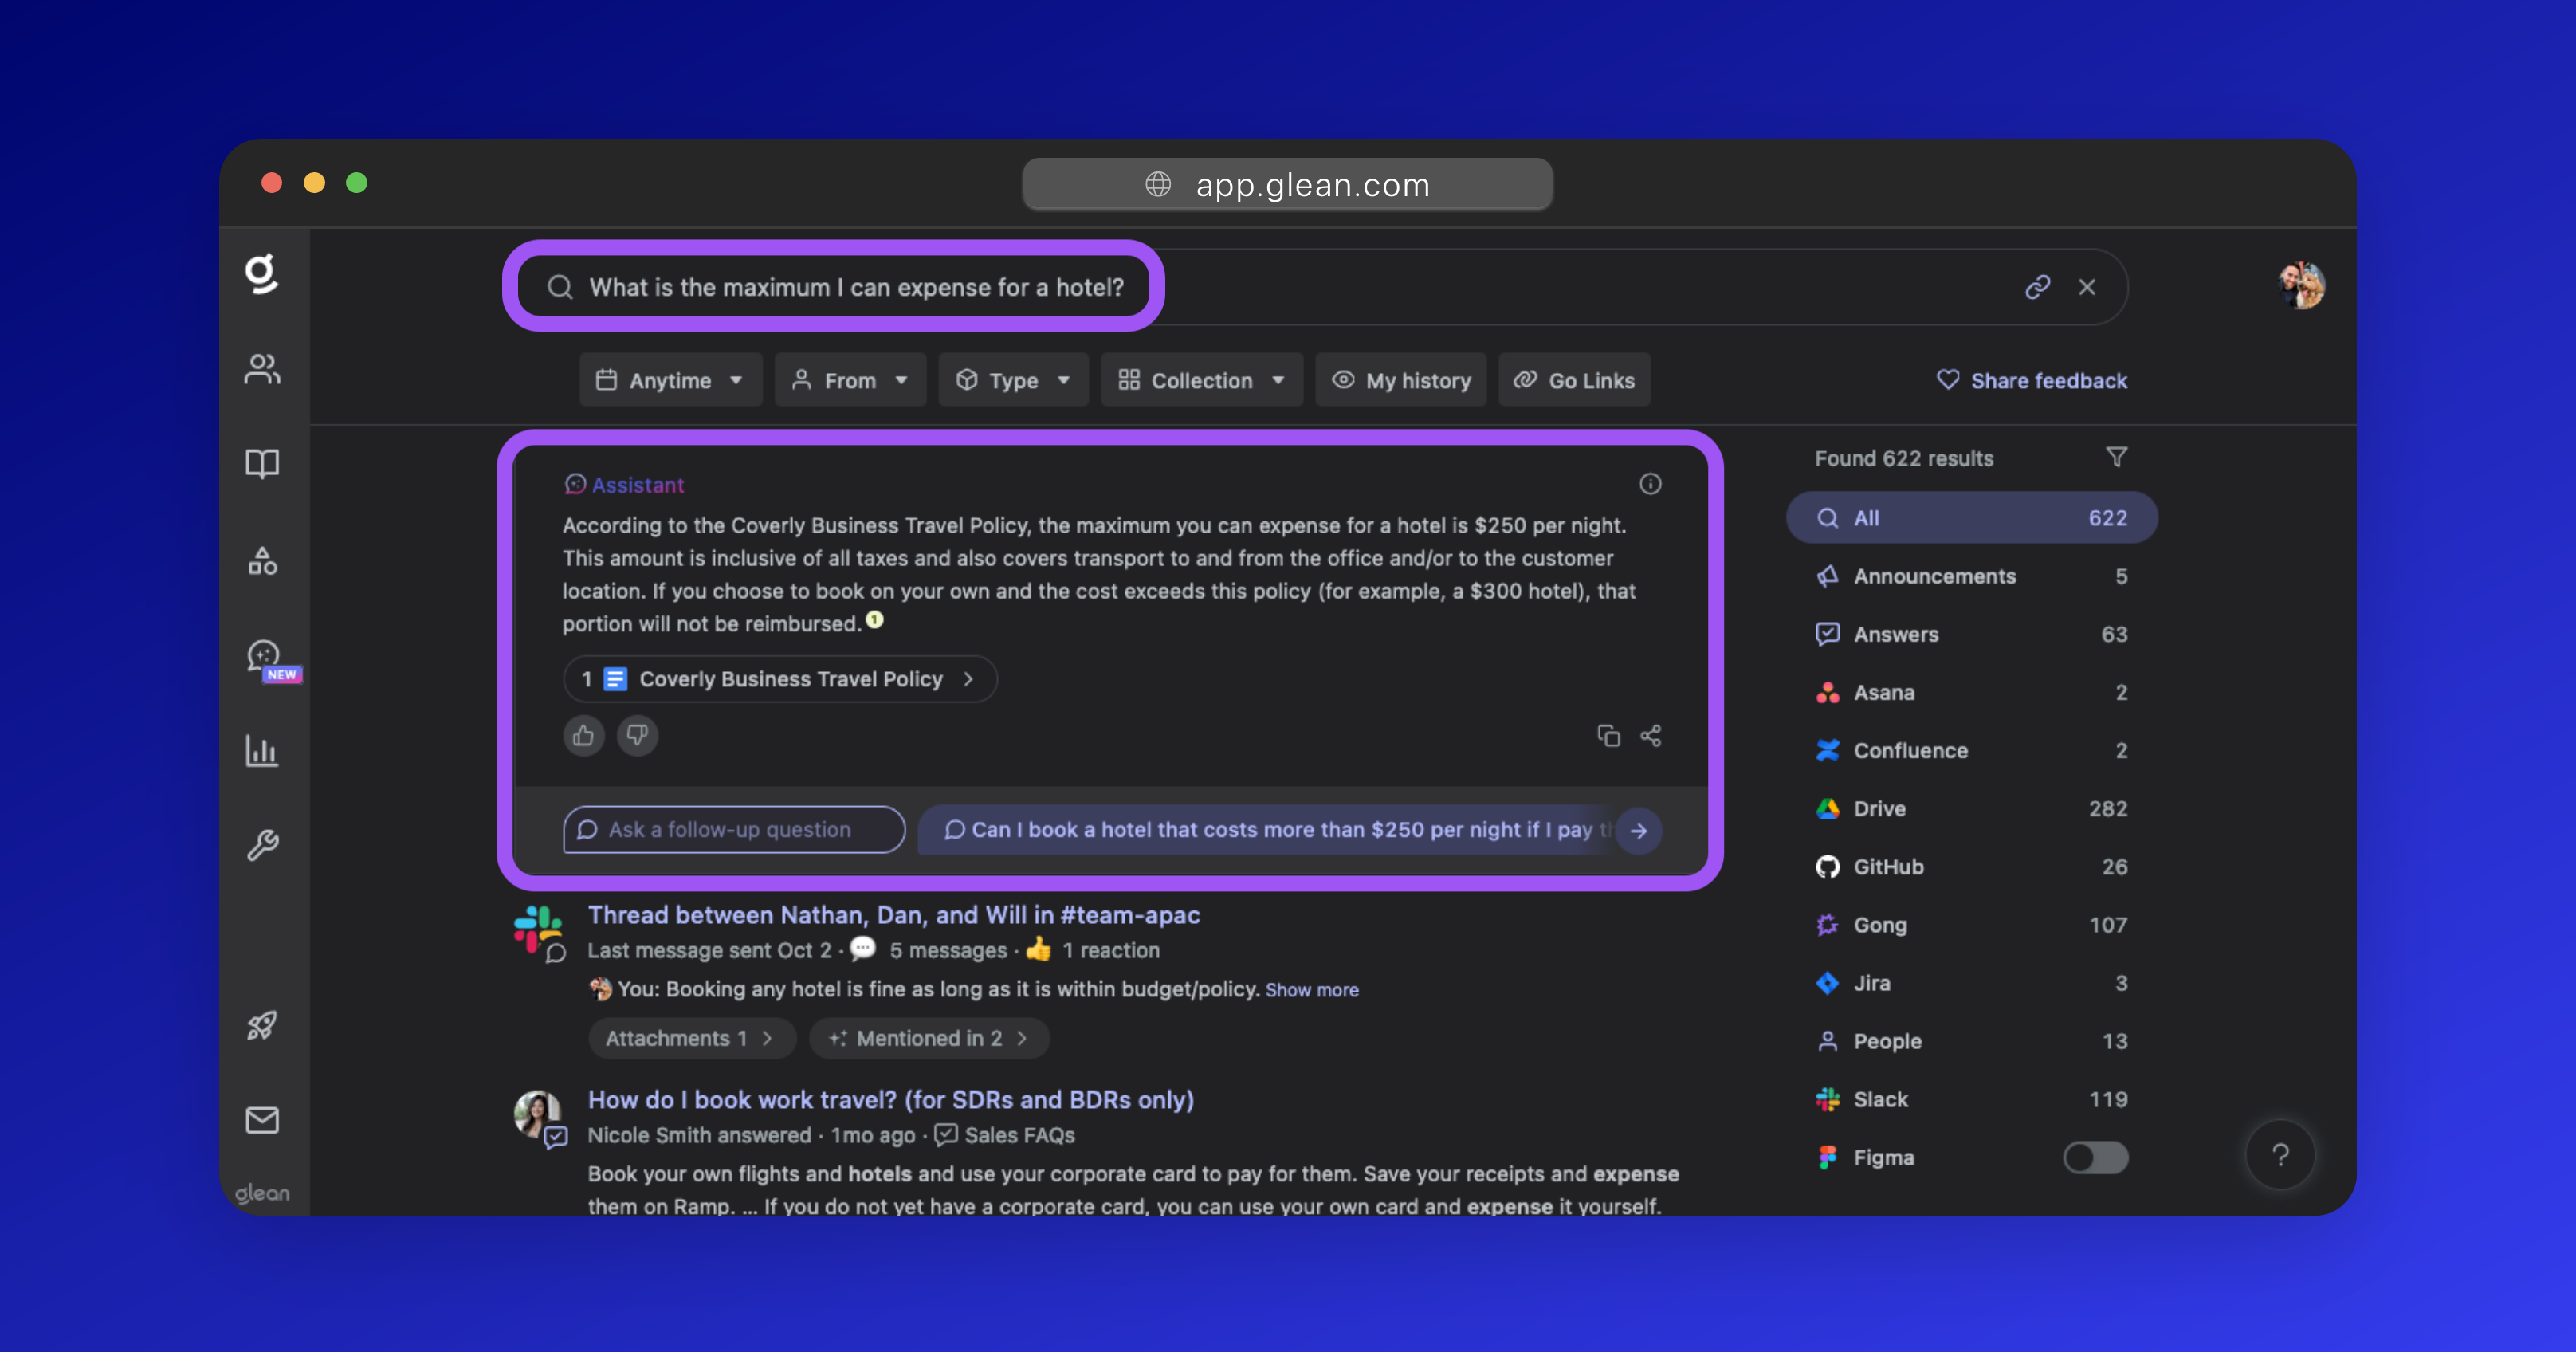 app.glean.com
g
What is the maximum I can expense for a hotel?
Anytime
From
Type
Collection
My history
Go Links
Share feedback
Assistant
According to the Coverly Business Travel Policy, the maximum you can expense for a hotel is $250 per night.
This amount is inclusive of all taxes and also covers transport to and from the office and/or to the customer
location. If you choose to book on your own and the cost exceeds this policy (for example, a $300 hotel), that
portion will not be reimbursed. 1
1 Coverly Business Travel Policy
Ask a follow-up question
Can I book a hotel that costs more than $250 per night if I pay
Thread between Nathan, Dan, and Will in #team-apac
Last message sent Oct 2 · 5 messages · 1 reaction
You: Booking any hotel is fine as long as it is within budget/policy. Show more
Attachments 1
Mentioned in 2
How do I book work travel? (for SDRs and BDRs only)
Nicole Smith answered · 1mo ago · Sales FAQs
Book your own flights and hotels and use your corporate card to pay for them. Save your receipts and expense
them on Ramp. ... If you do not yet have a corporate card, you can use your own card and expense it yourself.
Found 622 results
All 622
Announcements 5
Answers 63
Asana 2
Confluence 2
Drive 282
GitHub 26
Gong 107
Jira 3
People 13
Slack 119
Figma
?
NEW
glean